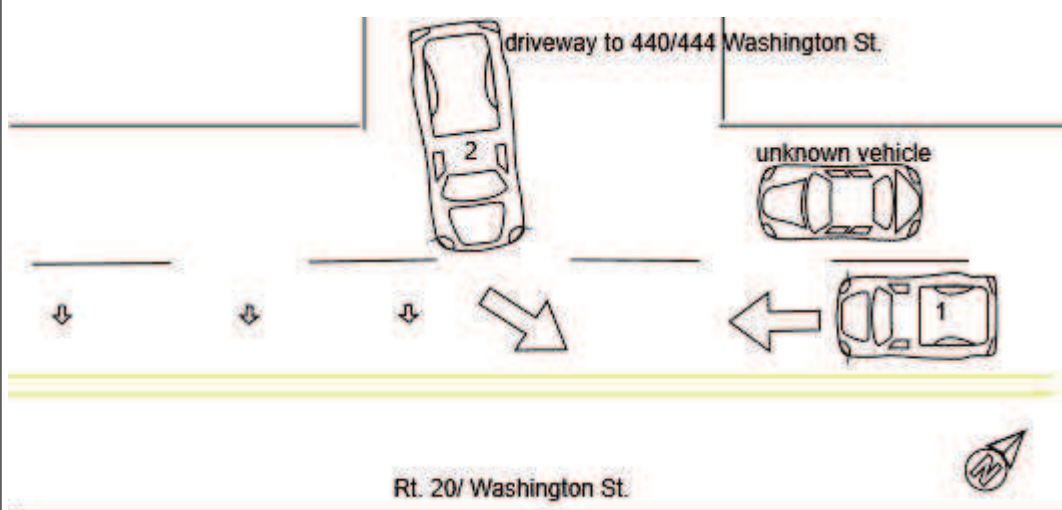 driveway to 440/444 Washington St.
2
unknown vehicle
1
N
Rt. 20/ Washington St.